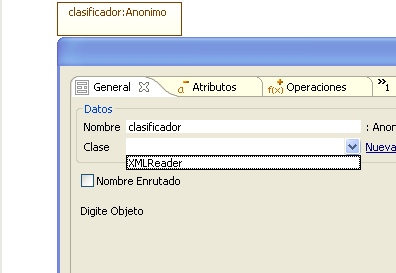 clasificador:Anonimo
General
Atributos
Operaciones
1
Datos
Nombre clasificador : Anon
Clase Nueva
XMLReader
Nombre Enrutado
Digite Objeto